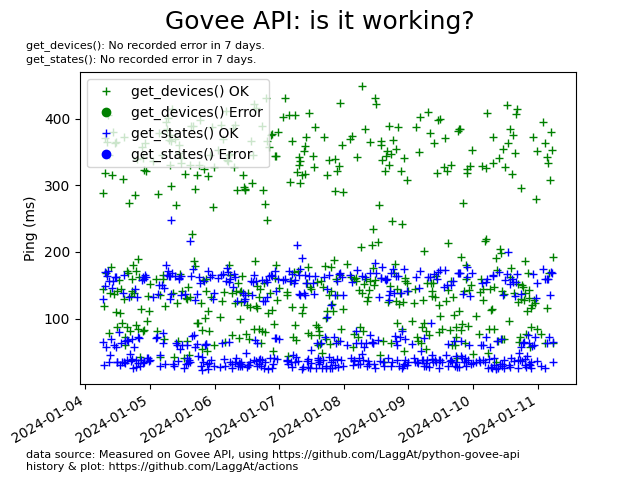 Govee API: is it working?
get_devices(): No recorded error in 7 days.
get_states(): No recorded error in 7 days.
get_devices() OK
get_devices() Error
get_states() OK
get_states() Error
400
300
200
100
Ping (ms)
2024-01-04
2024-01-05
2024-01-06
2024-01-07
2024-01-08
2024-01-09
2024-01-10
2024-01-11
data source: Measured on Govee API, using https://github.com/LaggAt/python-govee-api
history & plot: https://github.com/LaggAt/actions